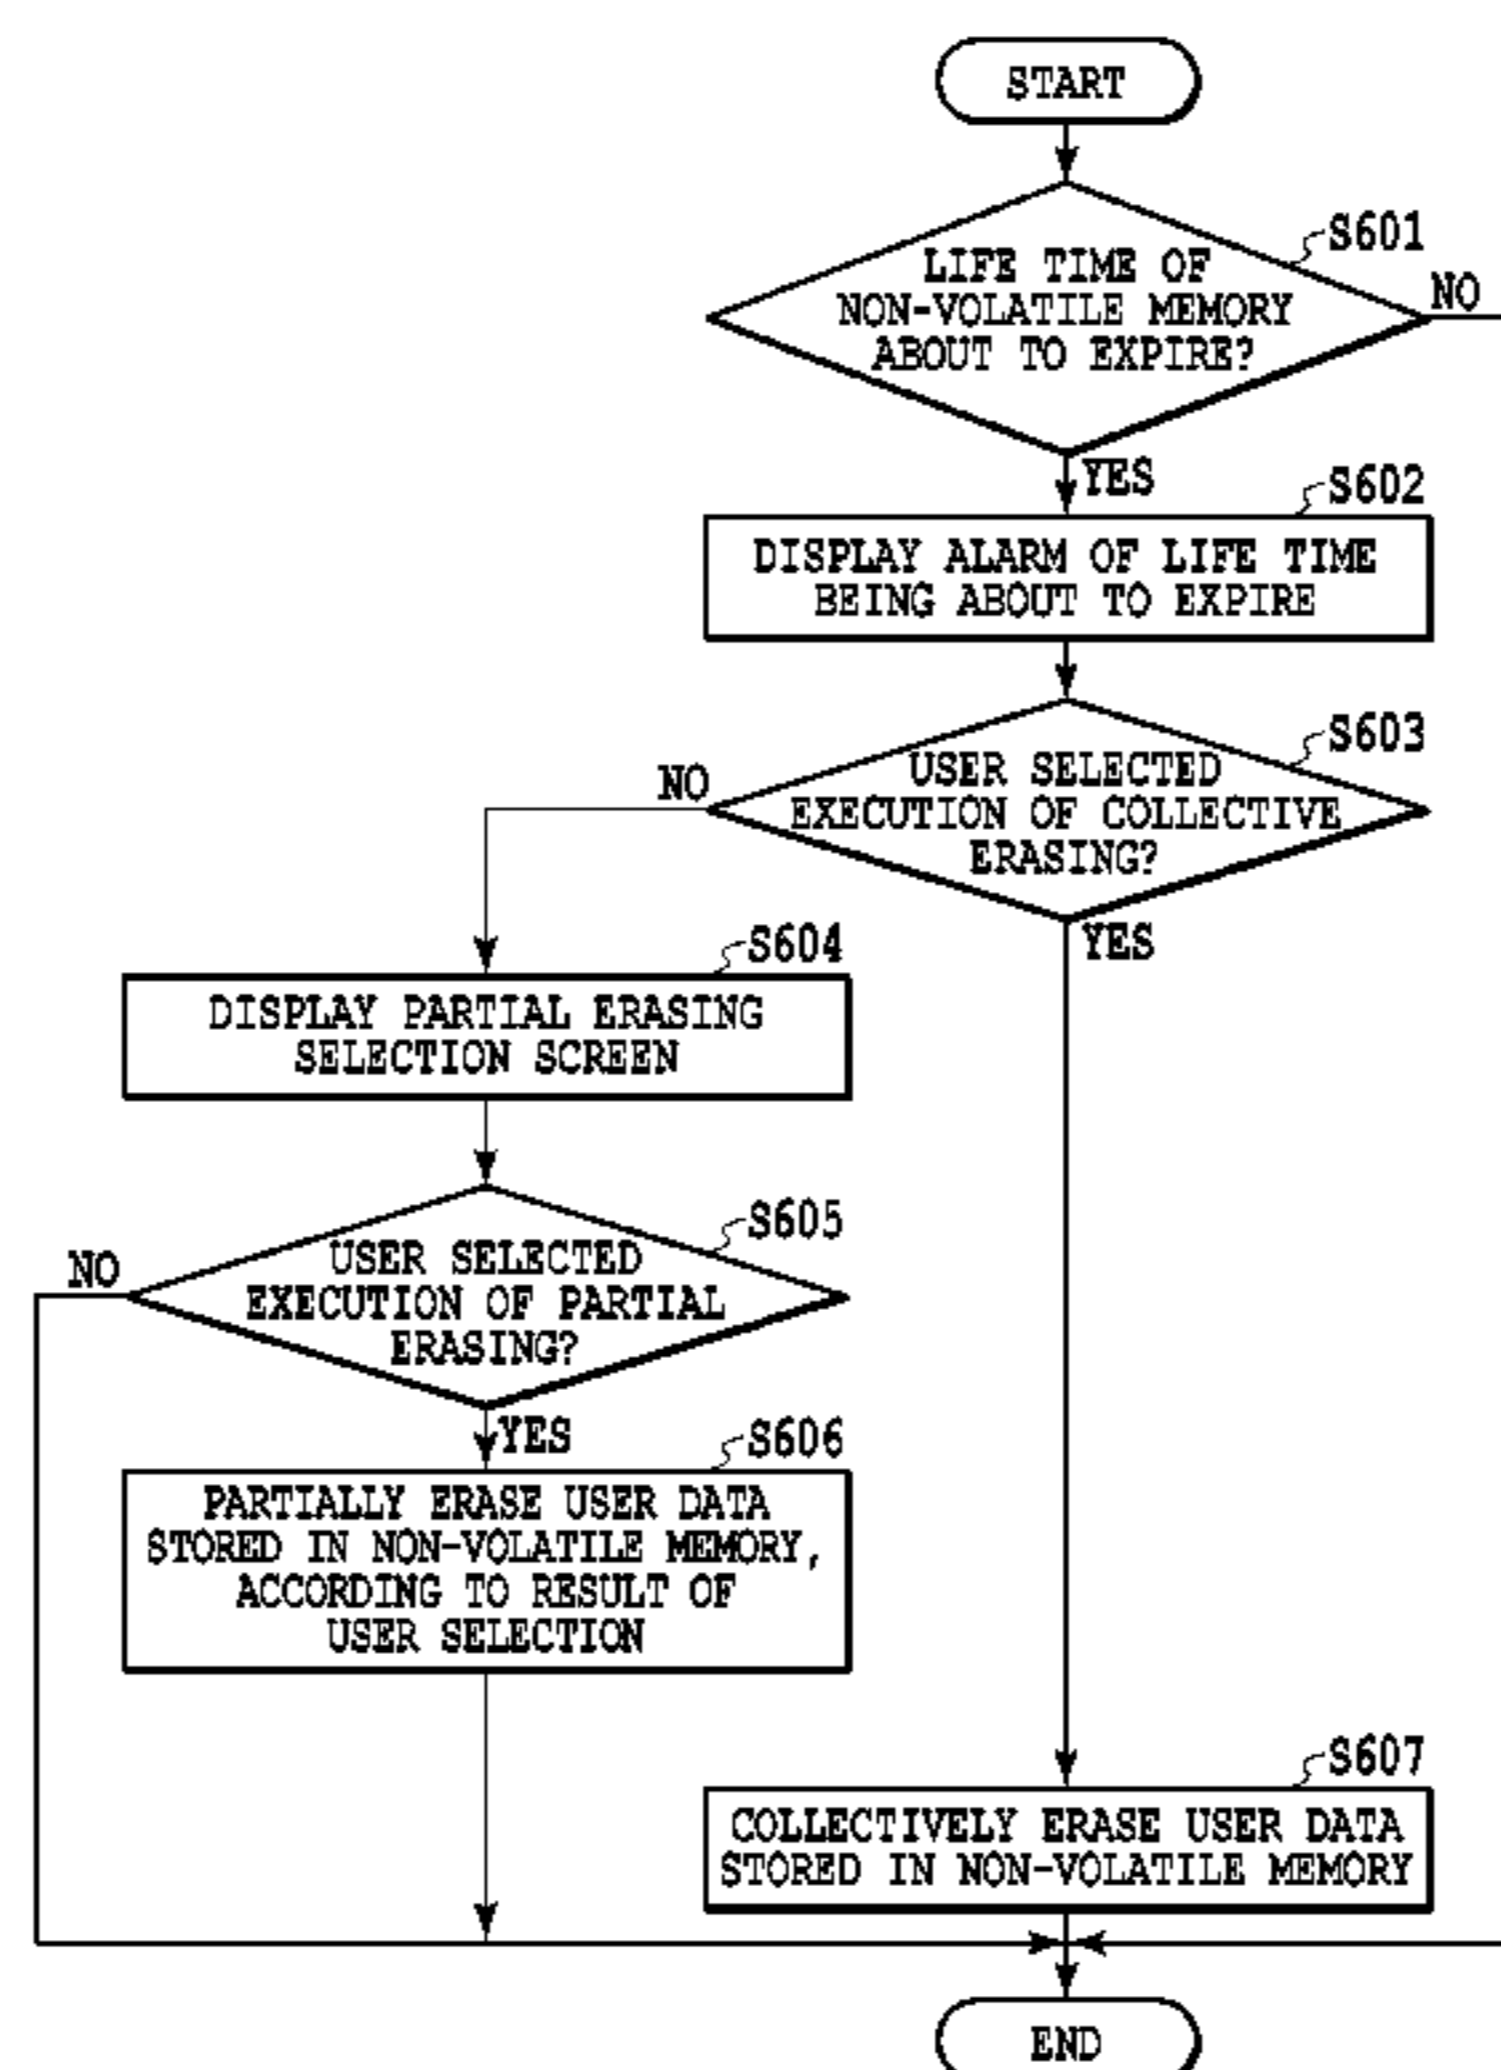 START
S601
LIFE TIME OF
NON-VOLATILE MEMORY
ABOUT TO EXPIRE?
NO
YES
S602
DISPLAY ALARM OF LIFE TIME
BEING ABOUT TO EXPIRE
S603
USER SELECTED
EXECUTION OF COLLECTIVE
ERASING?
NO
YES
S604
DISPLAY PARTIAL ERASING
SELECTION SCREEN
S605
USER SELECTED
EXECUTION OF PARTIAL
ERASING?
NO
YES
S606
PARTIALLY ERASE USER DATA
STORED IN NON-VOLATILE MEMORY,
ACCORDING TO RESULT OF
USER SELECTION
S607
COLLECTIVELY ERASE USER DATA
STORED IN NON-VOLATILE MEMORY
END